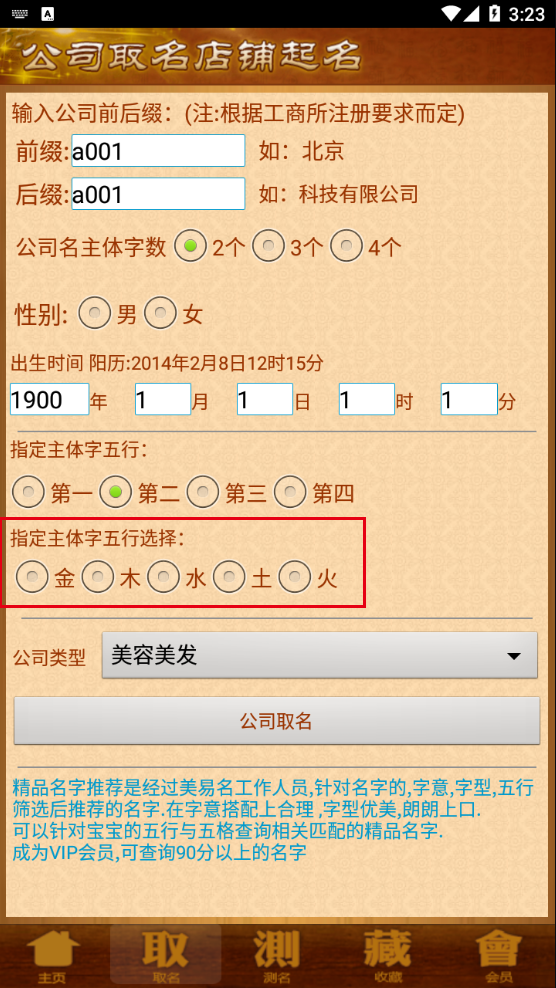 3:23
公司取名店铺起名
输入公司前后缀：(注:根据工商所注册要求而定)
前缀:a001 如：北京
后缀:a001 如：科技有限公司
公司名主体字数 2个 3个 4个
性别: 男 女
出生时间 阳历:2014年2月8日12时15分
1900年 1月 1日 1时 1分
指定主体字五行：
第一 第二 第三 第四
指定主体字五行选择：
金 木 水 土 火
公司类型 美容美发
公司取名
精品名字推荐是经过美易名工作人员,针对名字的,字意,字型,五行
筛选后推荐的名字.在字意搭配上合理 ,字型优美,朗朗上口.
可以针对宝宝的五行与五格查询相关匹配的精品名字.
成为VIP会员,可查询90分以上的名字
取 測 藏 會
主页 取名 测名 收藏 会员